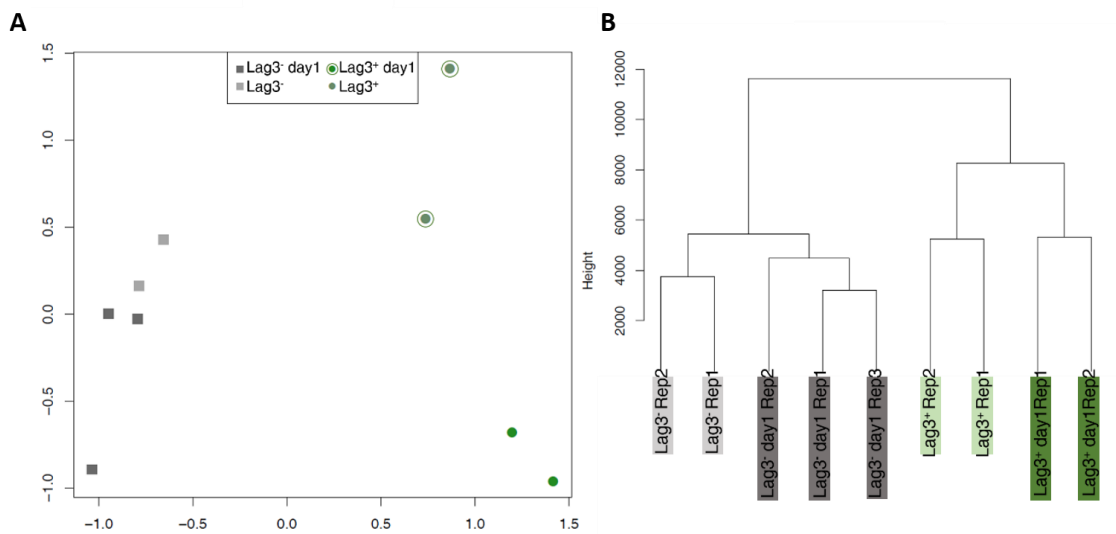 A
B
Lag3⁻ day1 Lag3⁺ day1
Lag3⁻ Lag3⁺
1.5
1.0
0.5
0.0
−0.5
−1.0
−1.0 −0.5 0.0 0.5 1.0 1.5
Height
12000
10000
8000
6000
4000
2000
Lag3⁻ Rep2
Lag3⁻ Rep1
Lag3⁻ day1 Rep2
Lag3⁻ day1 Rep1
Lag3⁻ day1 Rep3
Lag3⁺ Rep2
Lag3⁺ Rep1
Lag3⁺ day1Rep1
Lag3⁺ day1Rep2